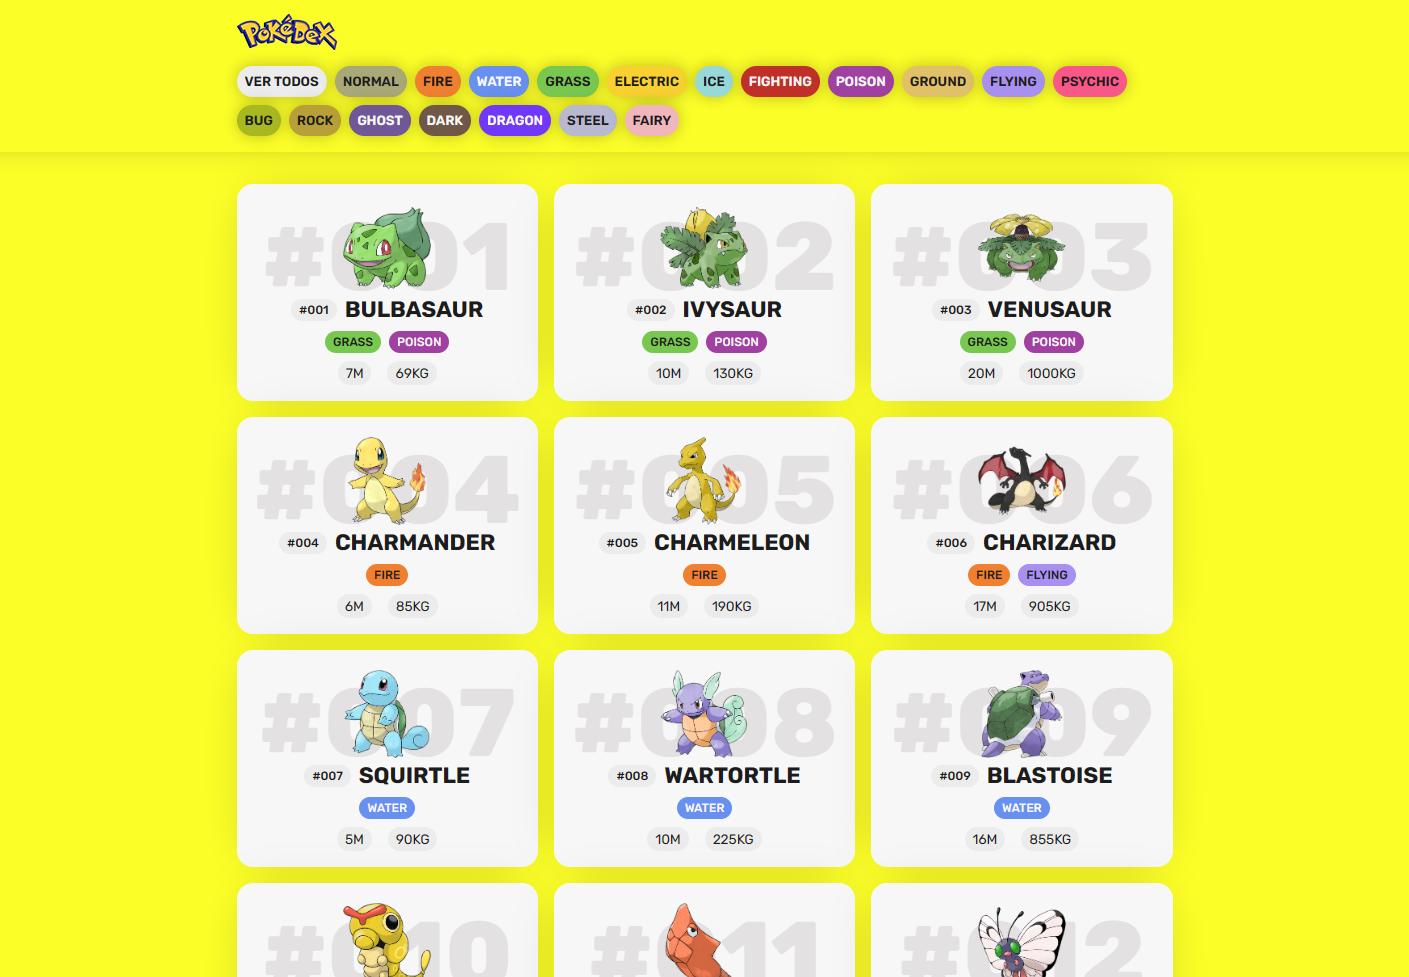 POKÉDEX
VER TODOS NORMAL FIRE WATER GRASS ELECTRIC ICE FIGHTING POISON GROUND FLYING PSYCHIC
BUG ROCK GHOST DARK DRAGON STEEL FAIRY
#001
#001 BULBASAUR
GRASS POISON
7M 69KG
#002
#002 IVYSAUR
GRASS POISON
10M 130KG
#003
#003 VENUSAUR
GRASS POISON
20M 1000KG
#004
#004 CHARMANDER
FIRE
6M 85KG
#005
#005 CHARMELEON
FIRE
11M 190KG
#006
#006 CHARIZARD
FIRE FLYING
17M 905KG
#007
#007 SQUIRTLE
WATER
5M 90KG
#008
#008 WARTORTLE
WATER
10M 225KG
#009
#009 BLASTOISE
WATER
16M 855KG
#010
#011
#012